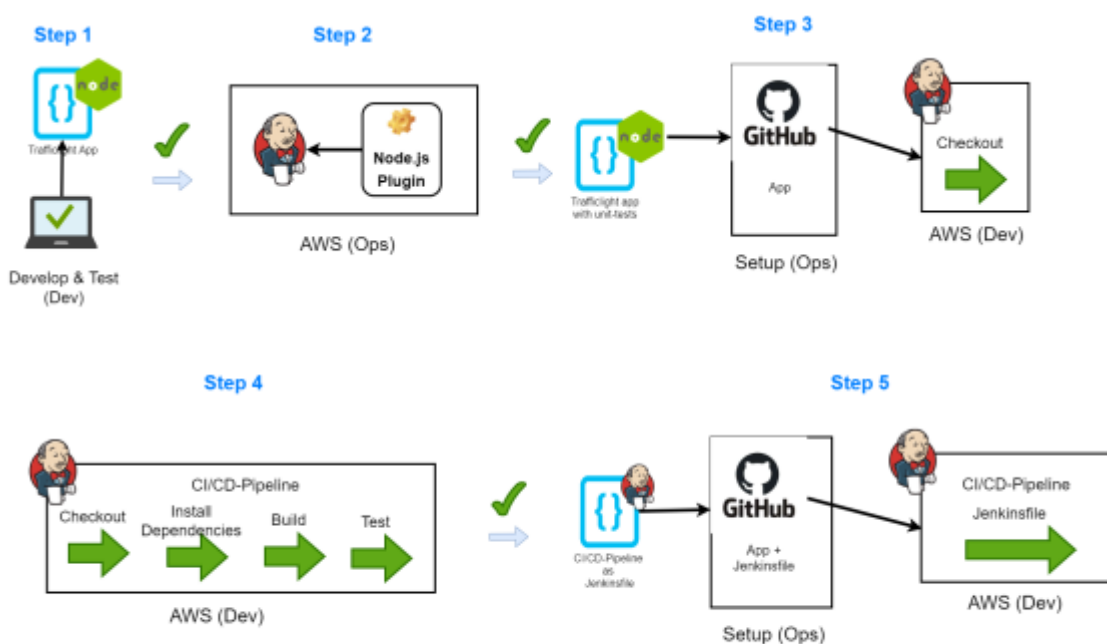 Step 1
Step 2
Step 3
node
Trafficlight App
Develop & Test
(Dev)
Node.js
Plugin
AWS (Ops)
node
Trafficlight app
with unit-tests
GitHub
App
Setup (Ops)
Checkout
AWS (Dev)
Step 4
Step 5
CI/CD-Pipeline
Checkout
Install
Dependencies
Build
Test
AWS (Dev)
CI/CD-Pipeline
as
Jenkinsfile
GitHub
App +
Jenkinsfile
Setup (Ops)
CI/CD-Pipeline
Jenkinsfile
AWS (Dev)